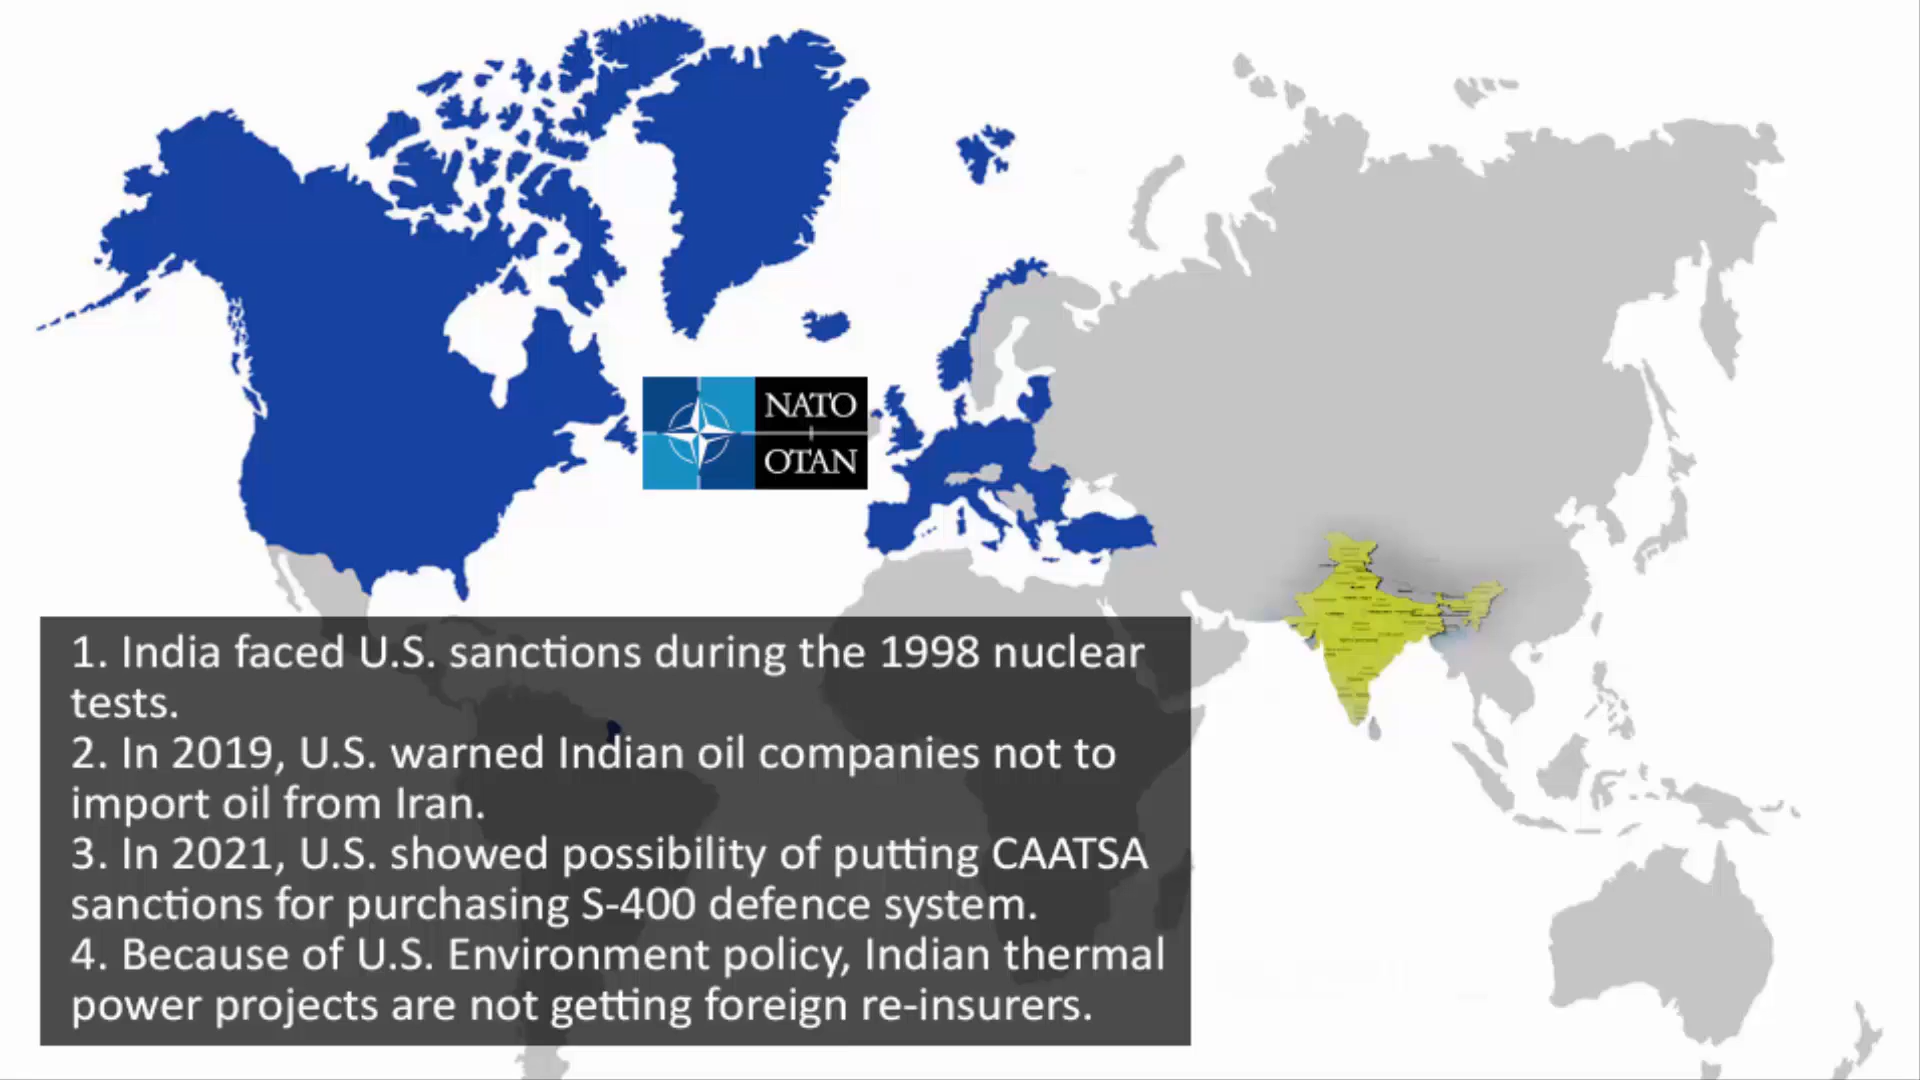 NATO
OTAN
1. India faced U.S. sanctions during the 1998 nuclear
tests.
2. In 2019, U.S. warned Indian oil companies not to
import oil from Iran.
3. In 2021, U.S. showed possibility of putting CAATSA
sanctions for purchasing S-400 defence system.
4. Because of U.S. Environment policy, Indian thermal
power projects are not getting foreign re-insurers.